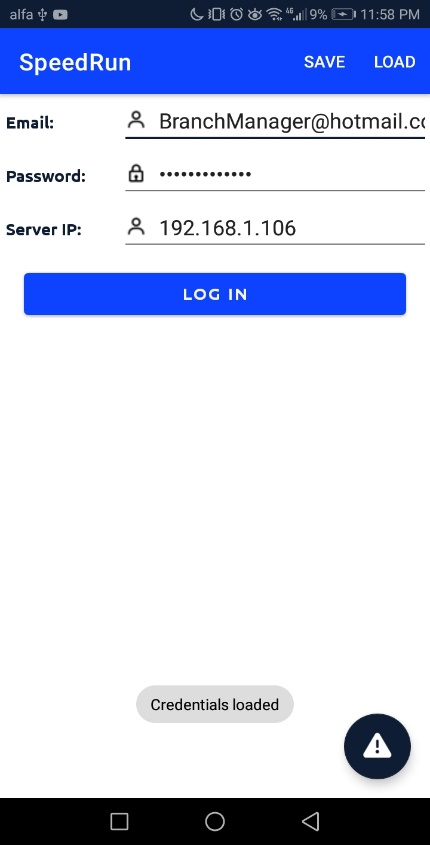 alfa 4G 9% 11:58 PM
SpeedRun SAVE LOAD
Email: BranchManager@hotmail.co
Password: •••••••••••••
Server IP: 192.168.1.106
LOG IN
Credentials loaded